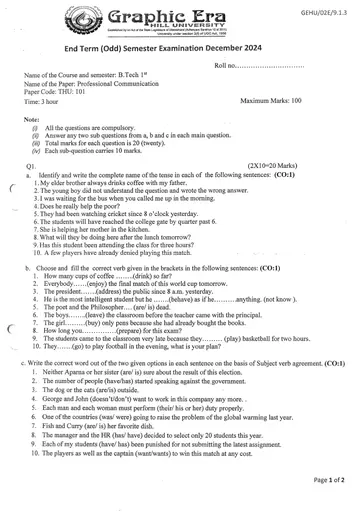 GEHU/02E/9.1.3
Graphic Era
HILL UNIVERSITY
End Term (Odd) Semester Examination December 2024
Roll no..............................
Name of the Course and semester: B.Tech 1st
Name of the Paper: Professional Communication
Paper Code: THU: 101
Time: 3 hour Maximum Marks: 100
Note:
(i) All the questions are compulsory.
(ii) Answer any two sub questions from a, b and c in each main question.
(iii) Total marks for each question is 20 (twenty).
(iv) Each sub-question carries 10 marks.
Q1. (2X10=20 Marks)
a. Identify and write the complete name of the tense in each of the following sentences: (CO:1)
1. My elder brother always drinks coffee with my father.
2. The young boy did not understand the question and wrote the wrong answer.
3. I was waiting for the bus when you called me up in the morning.
4. Does he really help the poor?
5. They had been watching cricket since 8 o'clock yesterday.
6. The students will have reached the college gate by quarter past 6.
7. She is helping her mother in the kitchen.
8. What will they be doing here after the lunch tomorrow?
9. Has this student been attending the class for three hours?
10. A few players have already denied playing this match.
b. Choose and fill the correct verb given in the brackets in the following sentences: (CO:1)
1. How many cups of coffee ........(drink) so far?
2. Everybody......(enjoy) the final match of this world cup tomorrow.
3. The president.......(address) the public since 8 a.m. yesterday.
4. He is the most intelligent student but he .......(behave) as if he..........anything. (not know ).
5. The poet and the Philosopher.... (are/ is) dead.
6. The boys.......(leave) the classroom before the teacher came with the principal.
7. The girl..........(buy) only pens because she had already bought the books.
8. How long you..............(prepare) for this exam?
9. The students came to the classroom very late because they.......... (play) basketball for two hours.
10. They.......(go) to play football in the evening, what is your plan?
c. Write the correct word out of the two given options in each sentence on the basis of Subject verb agreement. (CO:1)
1. Neither Aparna or her sister (are/ is) sure about the result of this election.
2. The number of people (have/has) started speaking against the government.
3. The dog or the cats (are/is) outside.
4. George and John (doesn't/don't) want to work in this company any more. .
5. Each man and each woman must perform (their/ his or her) duty properly.
6. One of the countries (was/ were) going to raise the problem of the global warming last year.
7. Fish and Curry (are/ is) her favorite dish.
8. The manager and the HR (has/ have) decided to select only 20 students this year.
9. Each of my students (have/ has) been punished for not submitting the latest assignment.
10. The players as well as the captain (want/wants) to win this match at any cost.
Page 1 of 2